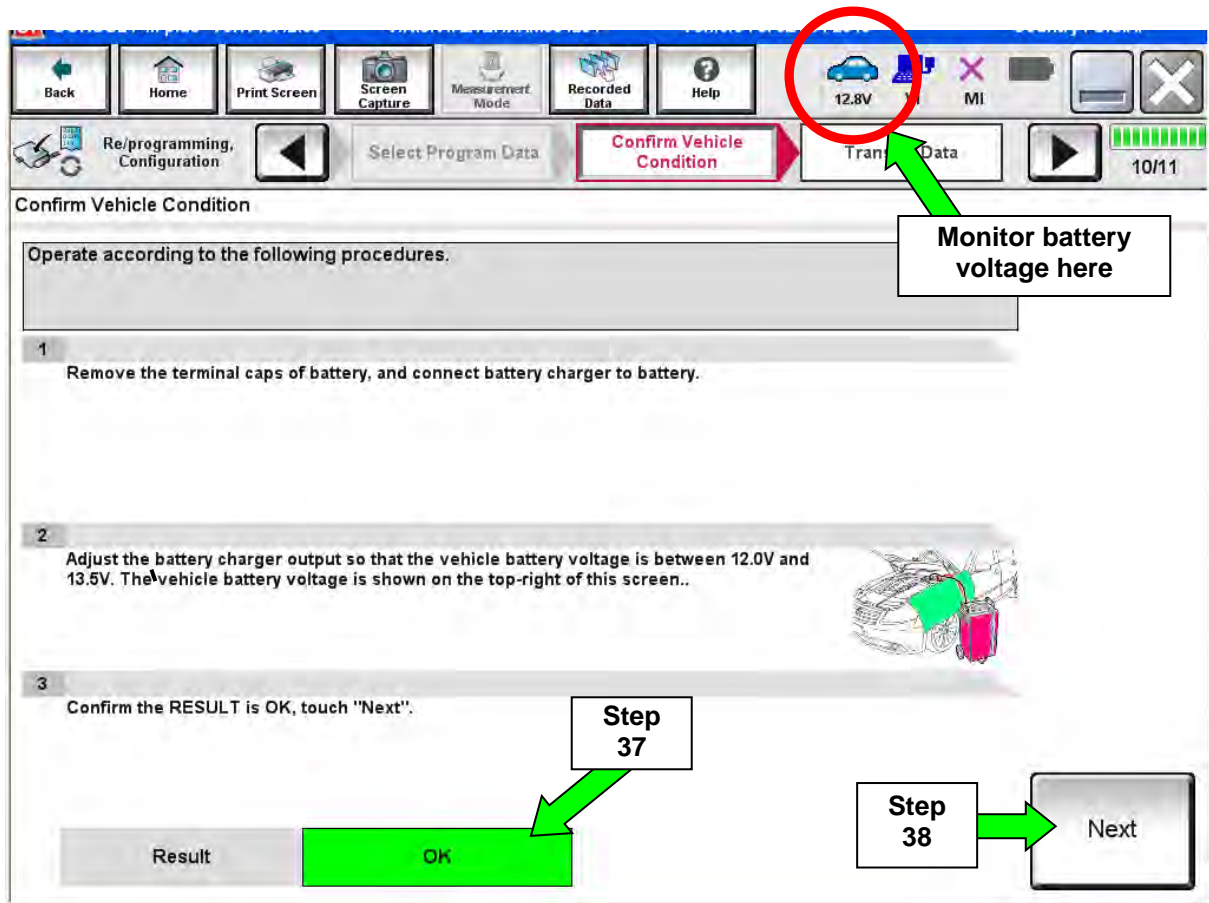 Back
Home
Print Screen
Screen
Capture
Measurement
Mode
Recorded
Data
Help
12.8V
VI
MI
Re/programming,
Configuration
Select Program Data
Confirm Vehicle
Condition
Data
10/11
Confirm Vehicle Condition
Monitor battery
voltage here
Operate according to the following procedures.
1
Remove the terminal caps of battery, and connect battery charger to battery.
2
Adjust the battery charger output so that the vehicle battery voltage is between 12.0V and
13.5V. The vehicle battery voltage is shown on the top-right of this screen..
3
Confirm the RESULT is OK, touch "Next".
Step
37
Step
38
Result
OK
Next